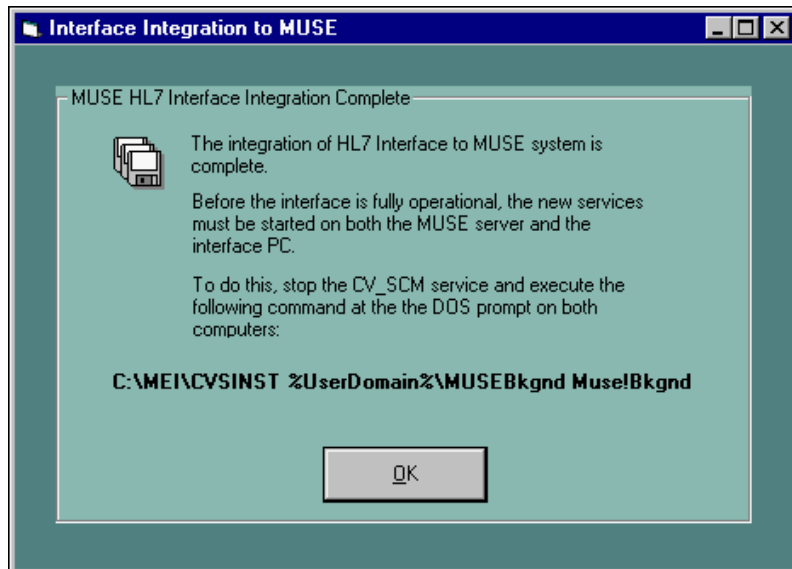 Interface Integration to MUSE
MUSE HL7 Interface Integration Complete
The integration of HL7 Interface to MUSE system is
complete.
Before the interface is fully operational, the new services
must be started on both the MUSE server and the
interface PC.
To do this, stop the CV_SCM service and execute the
following command at the the DOS prompt on both
computers:
C:\MEI\CVSINST %UserDomain%\MUSEBkgnd Muse!Bkgnd
OK